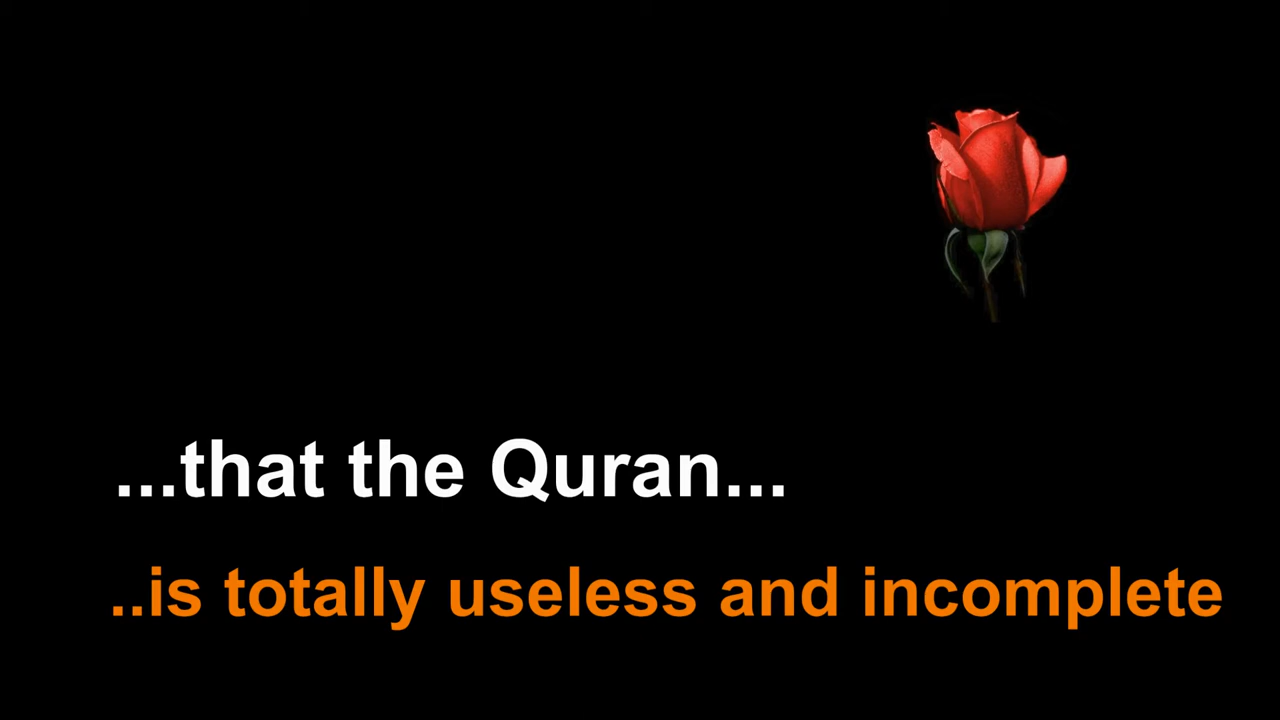 ...that the Quran...
..is totally useless and incomplete